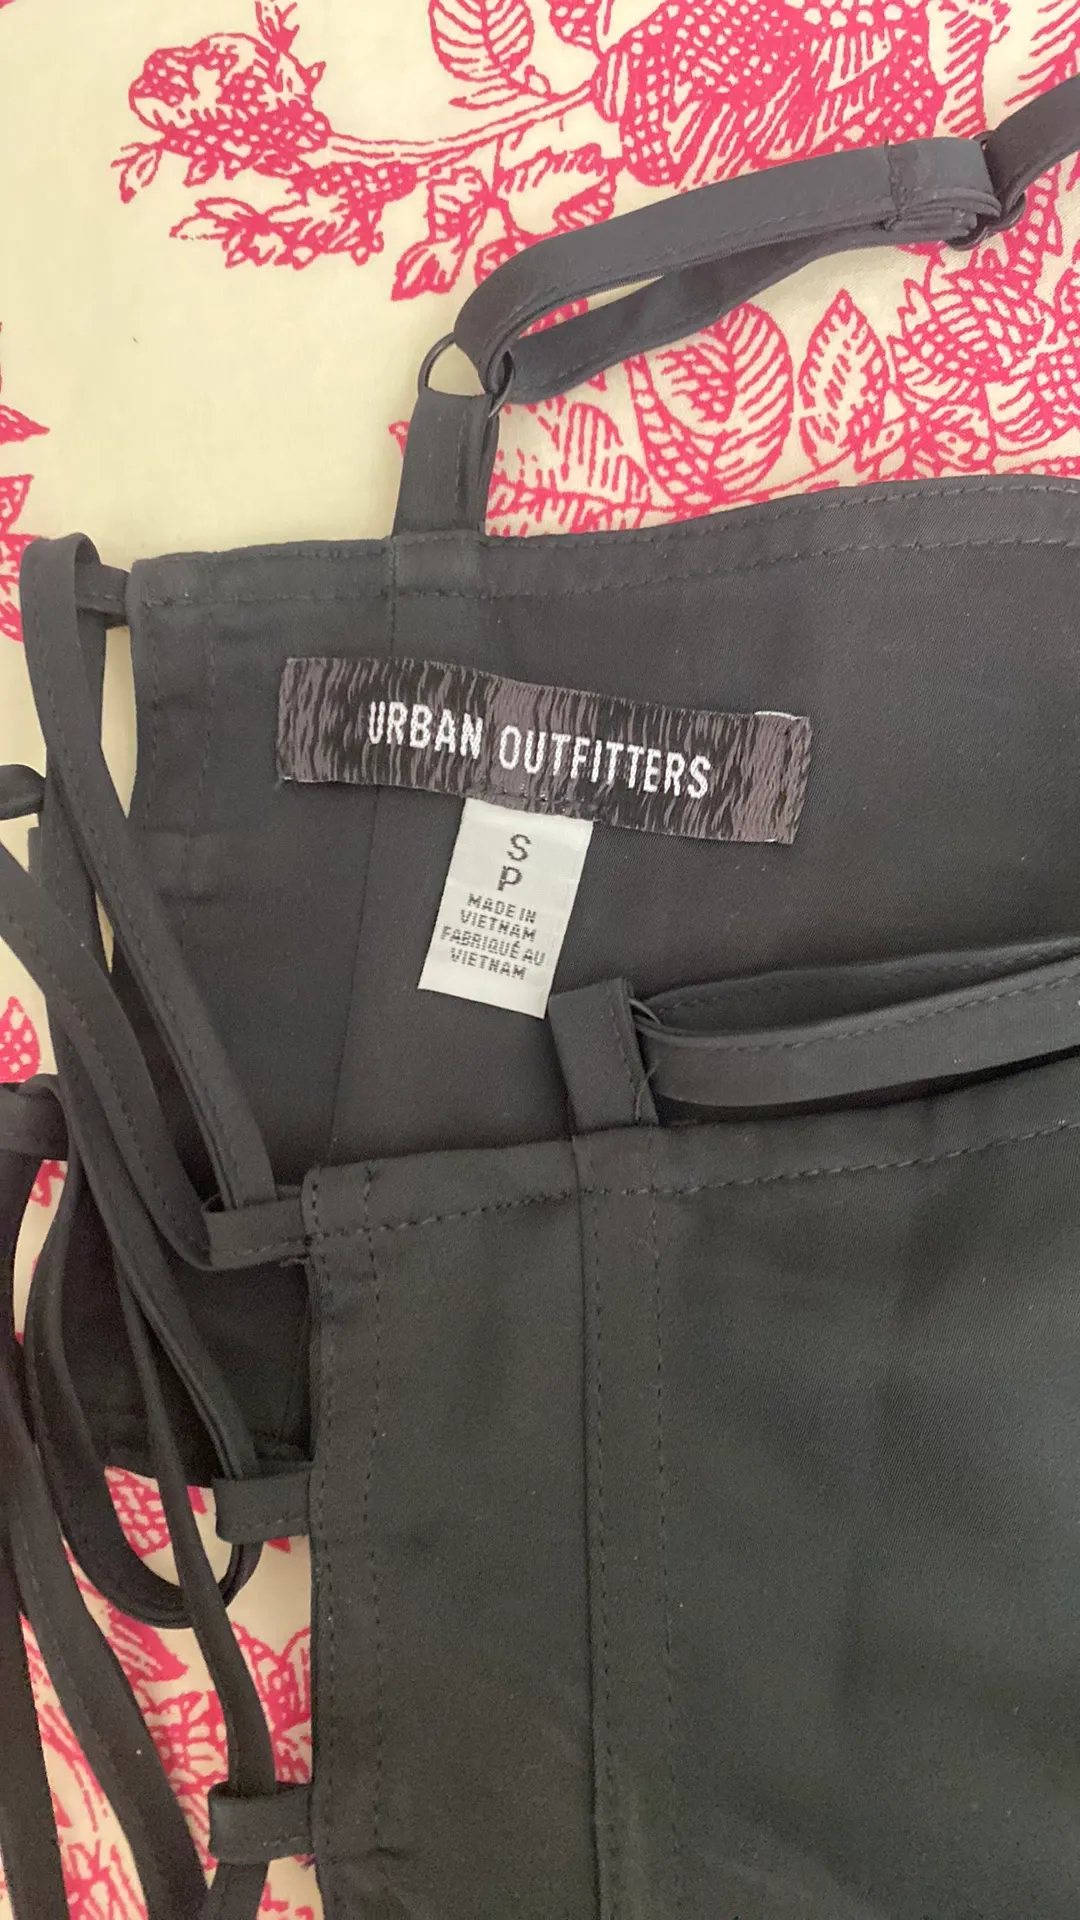 URBAN OUTFITTERS
S
P
MADE IN
VIETNAM
FABRIQUÉ AU
VIETNAM